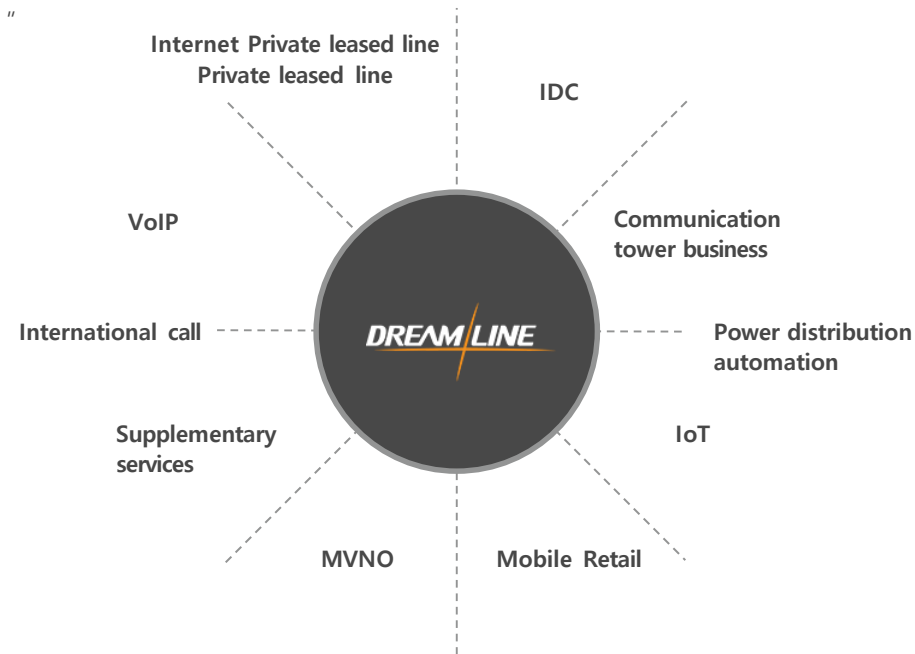 "
Internet Private leased line
Private leased line
IDC
VoIP
Communication
tower business
International call
DREAM LINE
Power distribution
automation
Supplementary
services
IoT
MVNO
Mobile Retail